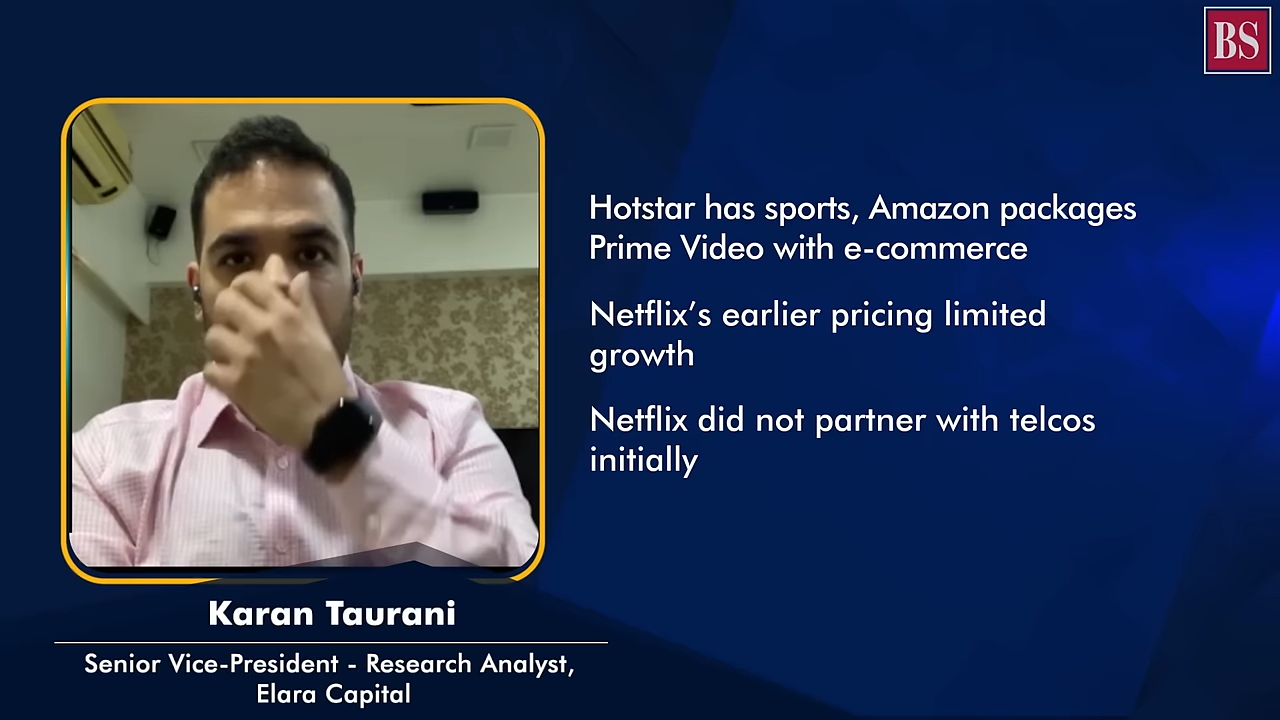 BS
Hotstar has sports, Amazon packages
Prime Video with e-commerce
Netflix’s earlier pricing limited
growth
Netflix did not partner with telcos
initially
Karan Taurani
Senior Vice-President - Research Analyst,
Elara Capital